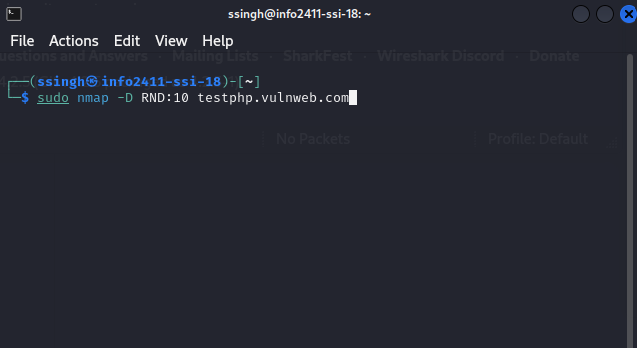 ssingh@info2411-ssi-18: ~
File Actions Edit View Help
uestions and Answers · Mailing Lists · SharkFest · Wireshark Discord · Donate
┌──(ssingh㉿info2411-ssi-18)-[~]
└─$ sudo nmap -D RND:10 testphp.vulnweb.com
No Packets Profile: Default